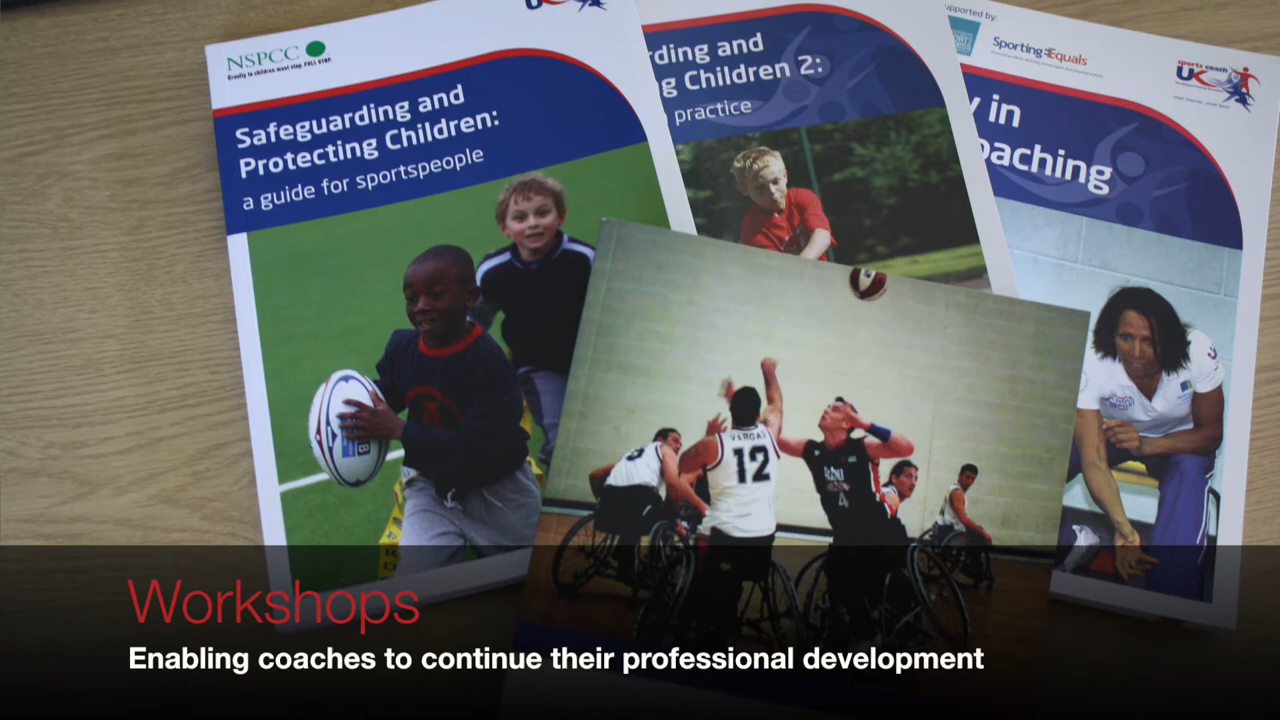 NSPCC
Cruelty to children must stop. FULL STOP.
Safeguarding and
Protecting Children:
a guide for sportspeople
rding and
g Children 2:
practice
upported by:
Sporting Equals
sports coach
UK
y in
oaching
VARGAS
12
4
Workshops
Enabling coaches to continue their professional development